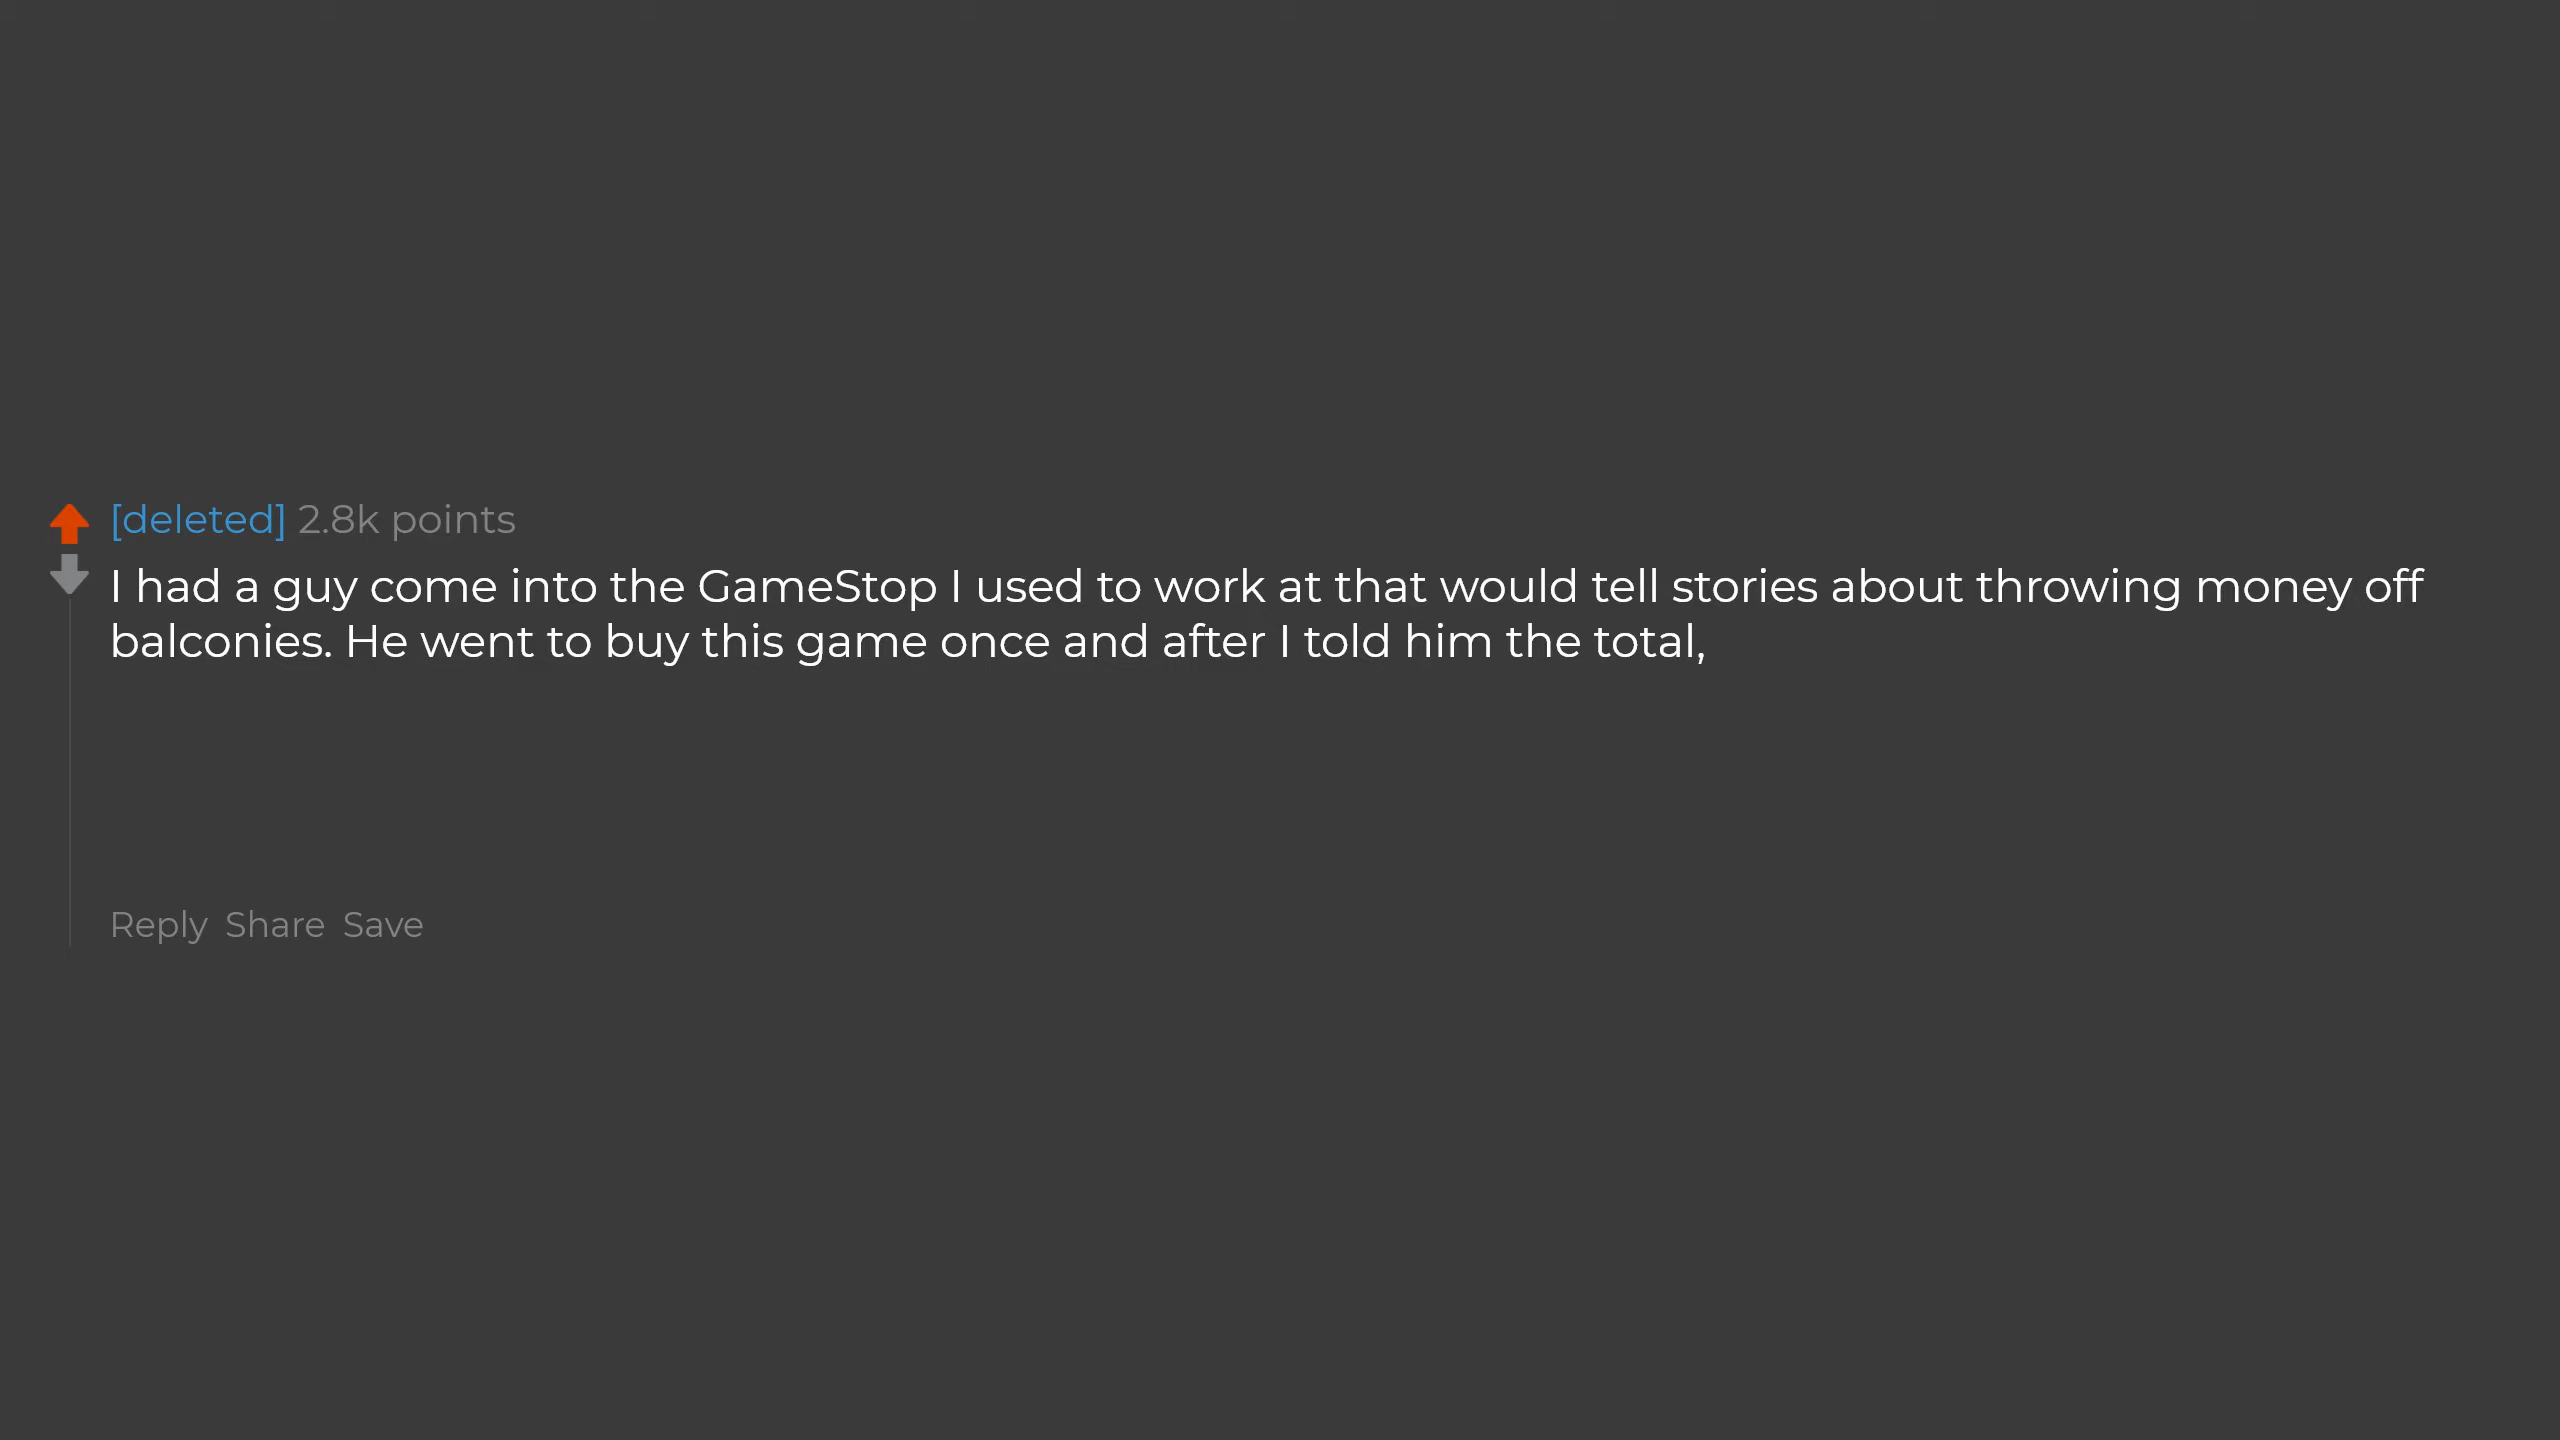 [deleted] 2.8k points
I had a guy come into the GameStop I used to work at that would tell stories about throwing money off
balconies. He went to buy this game once and after I told him the total,
Reply Share Save